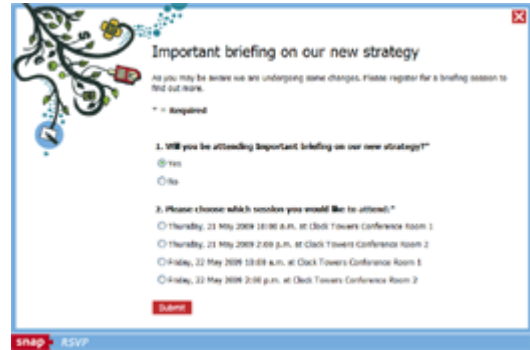 Important briefing on our new strategy
As you may be aware we are undergoing some changes. Please register for a briefing session to
find out more.
* = Required
1. Will you be attending Important briefing on our new strategy?*
Yes
No
2. Please choose which session you would like to attend:*
Thursday, 21 May 2009 10:00 a.m. at Clock Towers Conference Room 1
Thursday, 21 May 2009 2:00 p.m. at Clock Towers Conference Room 2
Friday, 22 May 2009 10:00 a.m. at Clock Towers Conference Room 1
Friday, 22 May 2009 2:00 p.m. at Clock Towers Conference Room 2
Submit
snap RSVP